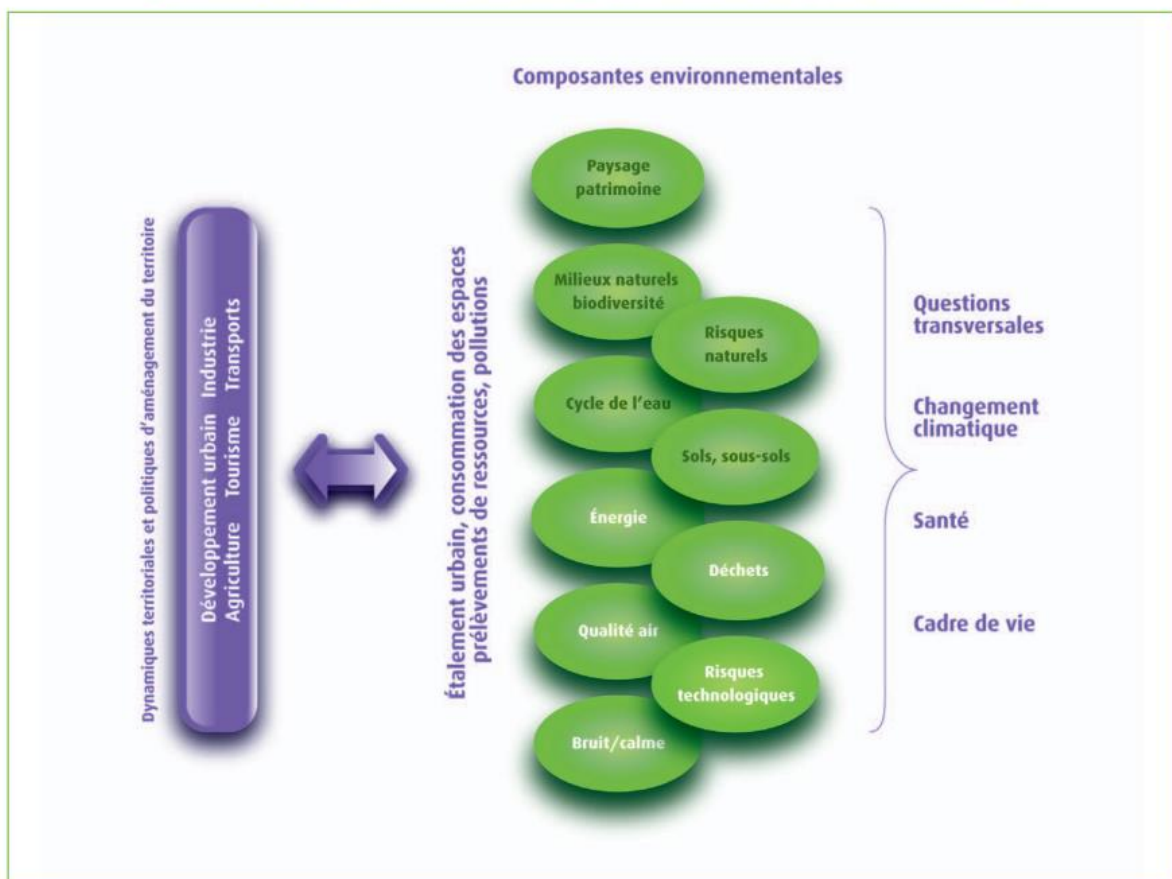 Composantes environnementales
Dynamiques territoriales et politiques d'aménagement du territoire
Développement urbain Industrie
Agriculture Tourisme Transports
Étalement urbain, consommation des espaces
prélèvements de ressources, pollutions
Paysage
patrimoine
Milieux naturels
biodiversité
Risques
naturels
Cycle de l'eau
Sols, sous-sols
Énergie
Déchets
Qualité air
Risques
technologiques
Bruit/calme
Questions
transversales
Changement
climatique
Santé
Cadre de vie